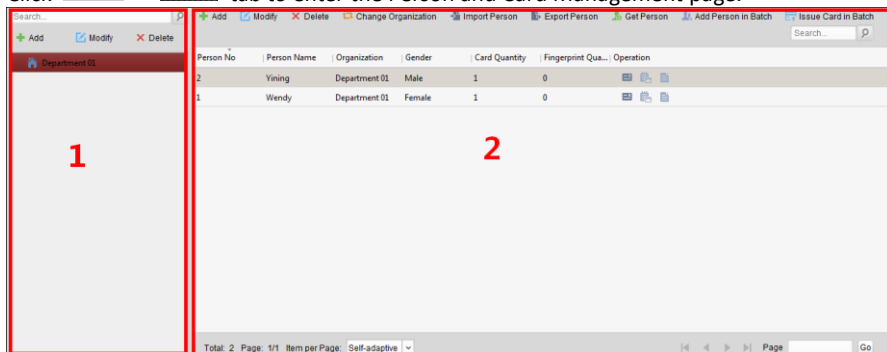 tab to enter the Person and Card Management page.
Search...
+ Add Modify × Delete
Department 01
1
+ Add Modify × Delete Change Organization Import Person Export Person Get Person Add Person in Batch Issue Card in Batch
Search...
Person No Person Name Organization Gender Card Quantity Fingerprint Qua... Operation
2 Yining Department 01 Male 1 0
1 Wendy Department 01 Female 1 0
2
Total: 2 Page: 1/1 Item per Page: Self-adaptive Page Go